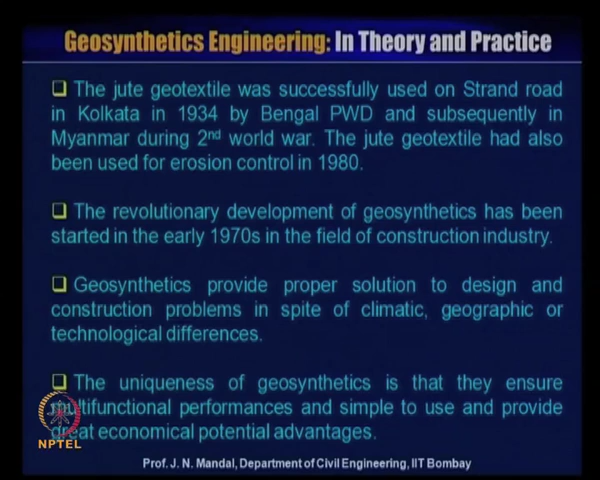 Geosynthetics Engineering: In Theory and Practice
The jute geotextile was successfully used on Strand road
in Kolkata in 1934 by Bengal PWD and subsequently in
Myanmar during 2nd world war. The jute geotextile had also
been used for erosion control in 1980.
The revolutionary development of geosynthetics has been
started in the early 1970s in the field of construction industry.
Geosynthetics provide proper solution to design and
construction problems in spite of climatic, geographic or
technological differences.
The uniqueness of geosynthetics is that they ensure
multifunctional performances and simple to use and provide
great economical potential advantages.
NPTEL
Prof. J. N. Mandal, Department of Civil Engineering, IIT Bombay